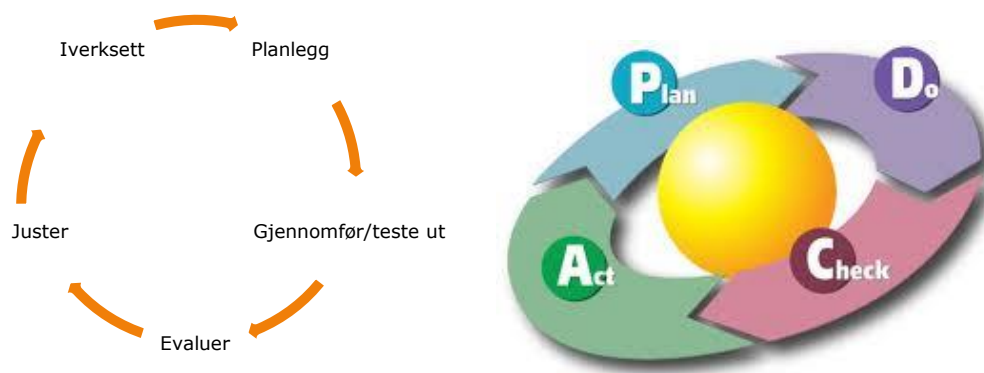 Iverksett
Planlegg
Gjennomfør/teste ut
Evaluer
Juster
Plan
Do
Check
Act